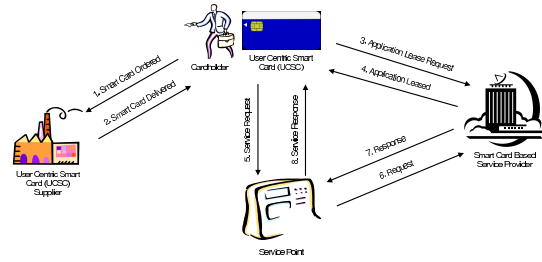 Cardholder
User Centric Smart
Card (UCSC)
1. Smart Card Ordered
2. Smart Card Delivered
3. Application Lease Request
4. Application Leased
5. Service Request
8. Service Response
7. Response
6. Request
User Centric Smart
Card (UCSC)
Supplier
Smart Card Based
Service Provider
Service Point